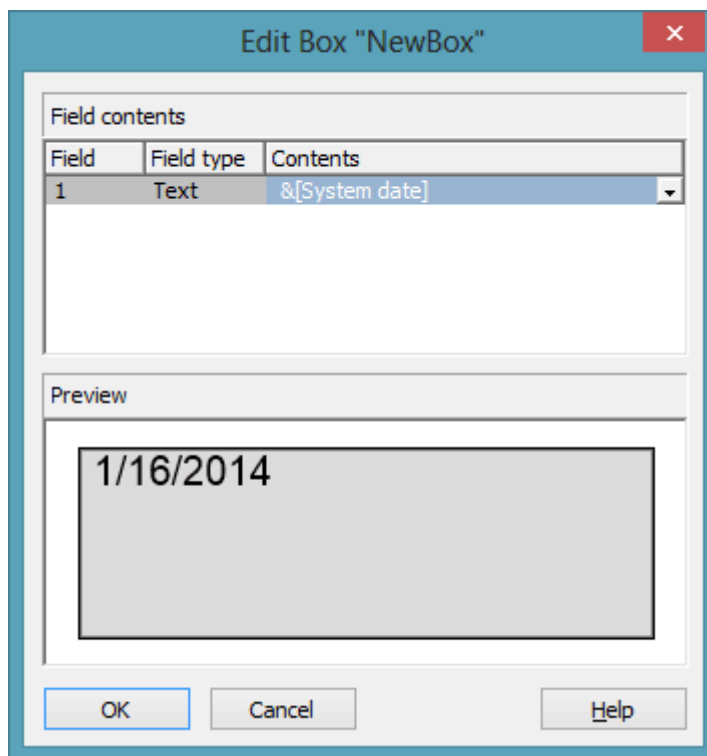 Edit Box "NewBox"
Field contents
Field Field type Contents
1 Text &[System date]
Preview
1/16/2014
OK Cancel Help